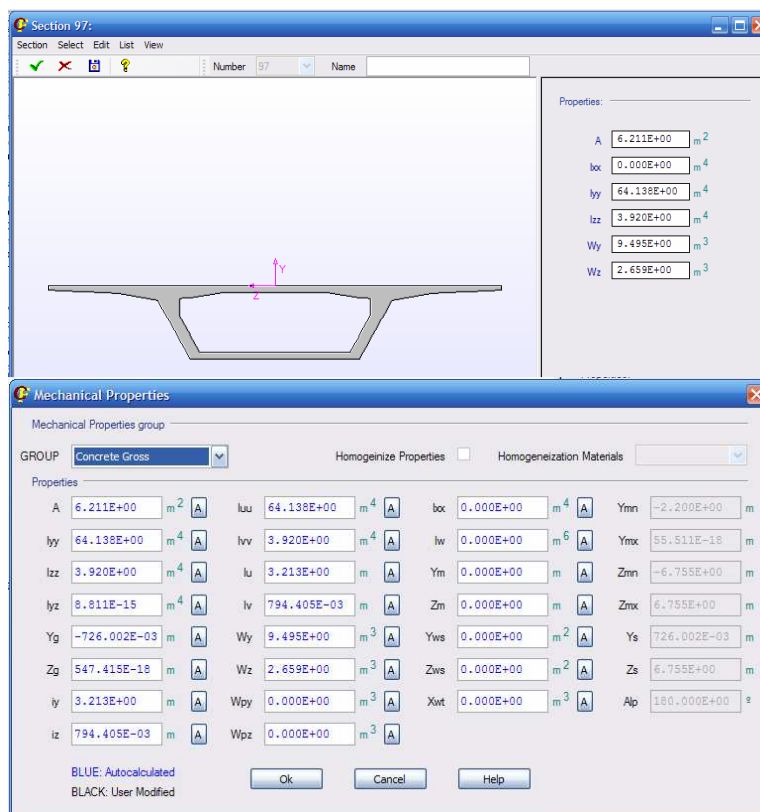 Section 97:
Section Select Edit List View
Number 97 Name
Properties:
A 6.211E+00 m2
Ixx 0.000E+00 m4
Iyy 64.138E+00 m4
Izz 3.920E+00 m4
Wy 9.495E+00 m3
Wz 2.659E+00 m3
Y
Z
Mechanical Properties
Mechanical Properties group
GROUP Concrete Gross Homogeinize Properties Homogeneization Materials
Properties
A 6.211E+00 m2 A Iuu 64.138E+00 m4 A Ixx 0.000E+00 m4 A Ymn -2.200E+00 m
Iyy 64.138E+00 m4 A Ivv 3.920E+00 m4 A Iw 0.000E+00 m6 A Ymx 55.511E-18 m
Izz 3.920E+00 m4 A Iu 3.213E+00 m A Ym 0.000E+00 m A Zmn -6.755E+00 m
Iyz 8.811E-15 m4 A Iv 794.405E-03 m A Zm 0.000E+00 m A Zmx 6.755E+00 m
Yg -726.002E-03 m A Wy 9.495E+00 m3 A Yws 0.000E+00 m2 A Ys 726.002E-03 m
Zg 547.415E-18 m A Wz 2.659E+00 m3 A Zws 0.000E+00 m2 A Zs 6.755E+00 m
iy 3.213E+00 m A Wpy 0.000E+00 m3 A Xwt 0.000E+00 m3 A Alp 180.000E+00 º
iz 794.405E-03 m A Wpz 0.000E+00 m3 A
BLUE: Autocalculated
BLACK: User Modified
Ok Cancel Help